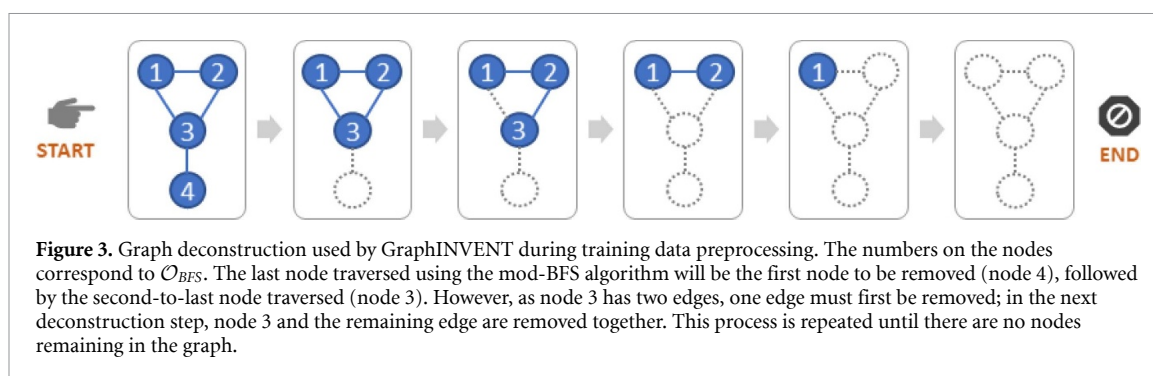 1 2 1 2 1 2 1 2 1
3 3 3
START END
4
Figure 3. Graph deconstruction used by GraphINVENT during training data preprocessing. The numbers on the nodes
correspond to 𝒪BFS. The last node traversed using the mod-BFS algorithm will be the first node to be removed (node 4), followed
by the second-to-last node traversed (node 3). However, as node 3 has two edges, one edge must first be removed; in the next
deconstruction step, node 3 and the remaining edge are removed together. This process is repeated until there are no nodes
remaining in the graph.